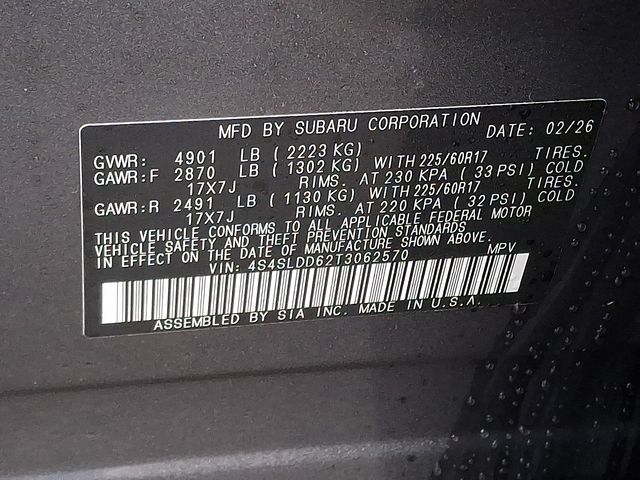 MFD BY SUBARU CORPORATION DATE: 02/26
GVWR: 4901 LB (2223 KG)
GAWR:F 2870 LB (1302 KG) WITH 225/60R17 TIRES.
17X7J RIMS. AT 230 KPA (33 PSI) COLD
GAWR:R 2491 LB (1130 KG) WITH 225/60R17 TIRES.
17X7J RIMS. AT 220 KPA (32 PSI) COLD
THIS VEHICLE CONFORMS TO ALL APPLICABLE FEDERAL MOTOR
VEHICLE SAFETY AND THEFT PREVENTION STANDARDS
IN EFFECT ON THE DATE OF MANUFACTURE SHOWN ABOVE.
VIN: 4S4SLDD62T3062570 MPV
ASSEMBLED BY SIA INC. MADE IN U.S.A.